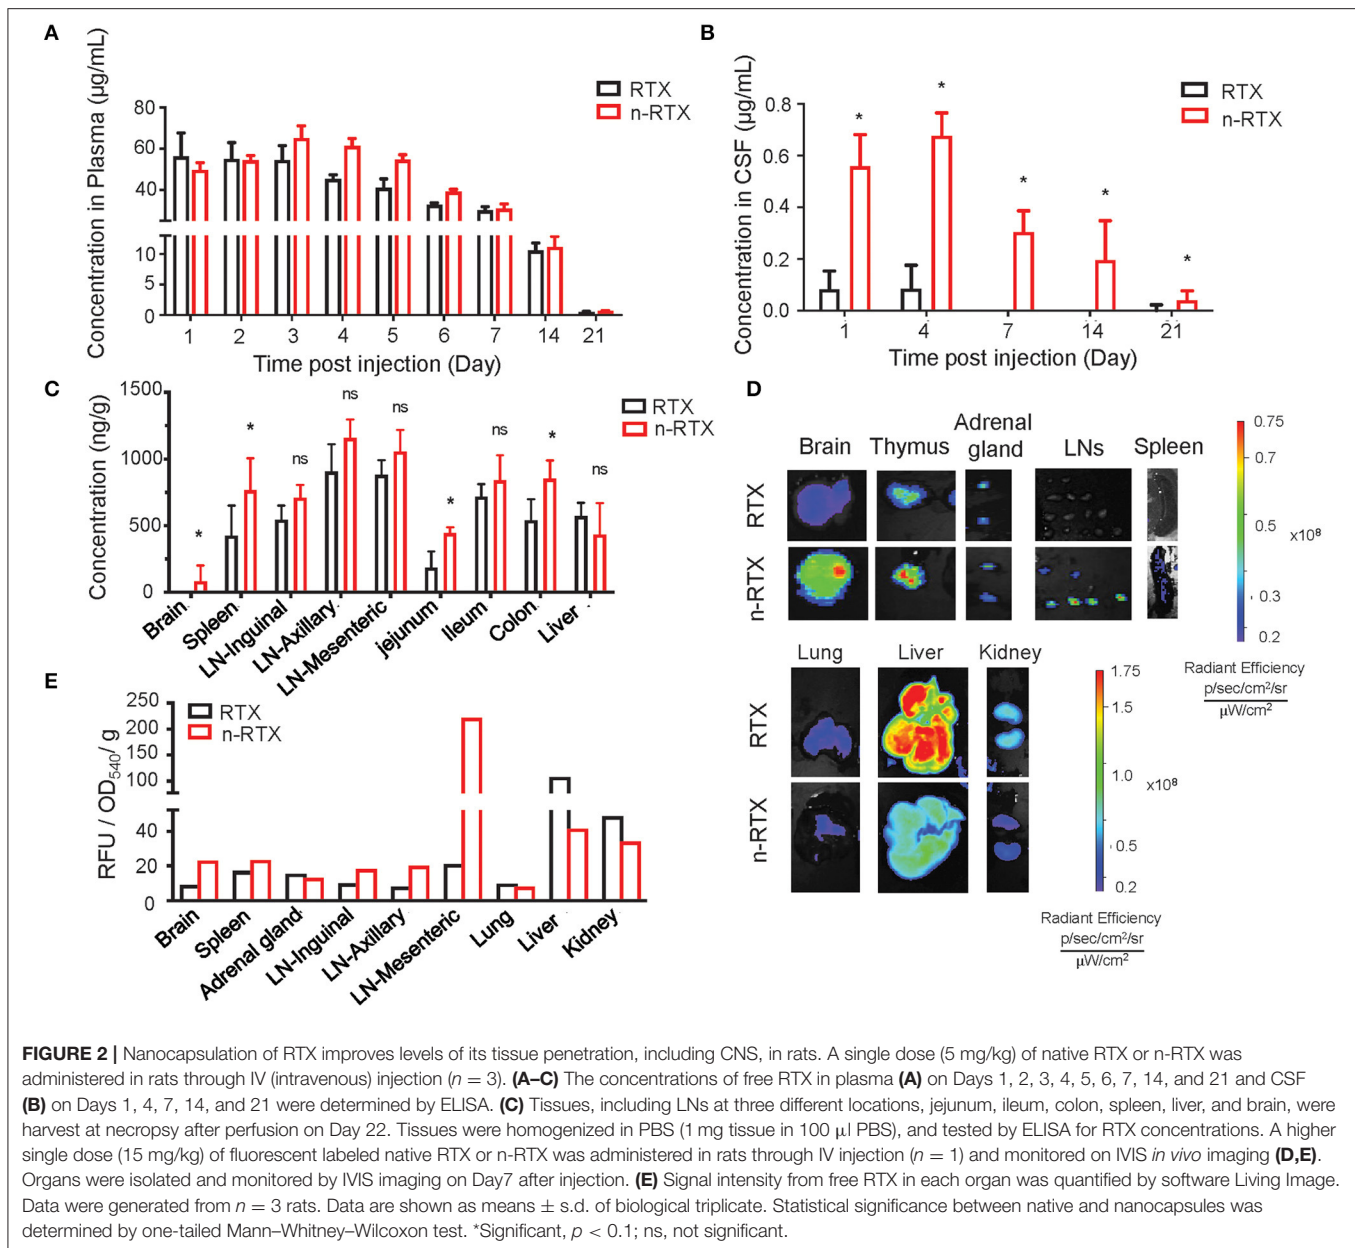 A
Concentration in Plasma (µg/mL)
RTX
n-RTX
80
60
40
10
5
0
1 2 3 4 5 6 7 14 21
Time post injection (Day)
B
Concentration in CSF (µg/mL)
RTX
n-RTX
0.8
0.6
0.4
0.2
0.0
* * * * *
1 4 7 14 21
Time post injection (Day)
C
Concentration (ng/g)
RTX
n-RTX
1500
1000
500
0
* * ns ns ns * ns * ns
Brain
Spleen
LN-Inguinal
LN-Axillary
LN-Mesenteric
jejunum
Ileum
Colon
Liver
D
Brain Thymus Adrenal gland LNs Spleen
RTX
n-RTX
0.75
0.7
0.5
x10⁸
0.3
0.2
Radiant Efficiency
p/sec/cm²/sr
µW/cm²
Lung Liver Kidney
RTX
n-RTX
1.75
1.5
1.0
x10⁸
0.5
0.2
Radiant Efficiency
p/sec/cm²/sr
µW/cm²
E
RFU / OD₅₄₀/ g
RTX
n-RTX
250
200
150
100
40
20
0
Brain
Spleen
Adrenal gland
LN-Inguinal
LN-Axillary
LN-Mesenteric
Lung
Liver
Kidney
FIGURE 2 | Nanocapsulation of RTX improves levels of its tissue penetration, including CNS, in rats. A single dose (5 mg/kg) of native RTX or n-RTX was
administered in rats through IV (intravenous) injection (n = 3). (A–C) The concentrations of free RTX in plasma (A) on Days 1, 2, 3, 4, 5, 6, 7, 14, and 21 and CSF
(B) on Days 1, 4, 7, 14, and 21 were determined by ELISA. (C) Tissues, including LNs at three different locations, jejunum, ileum, colon, spleen, liver, and brain, were
harvest at necropsy after perfusion on Day 22. Tissues were homogenized in PBS (1 mg tissue in 100 µl PBS), and tested by ELISA for RTX concentrations. A higher
single dose (15 mg/kg) of fluorescent labeled native RTX or n-RTX was administered in rats through IV injection (n = 1) and monitored on IVIS in vivo imaging (D,E).
Organs were isolated and monitored by IVIS imaging on Day7 after injection. (E) Signal intensity from free RTX in each organ was quantified by software Living Image.
Data were generated from n = 3 rats. Data are shown as means ± s.d. of biological triplicate. Statistical significance between native and nanocapsules was
determined by one-tailed Mann–Whitney–Wilcoxon test. *Significant, p < 0.1; ns, not significant.